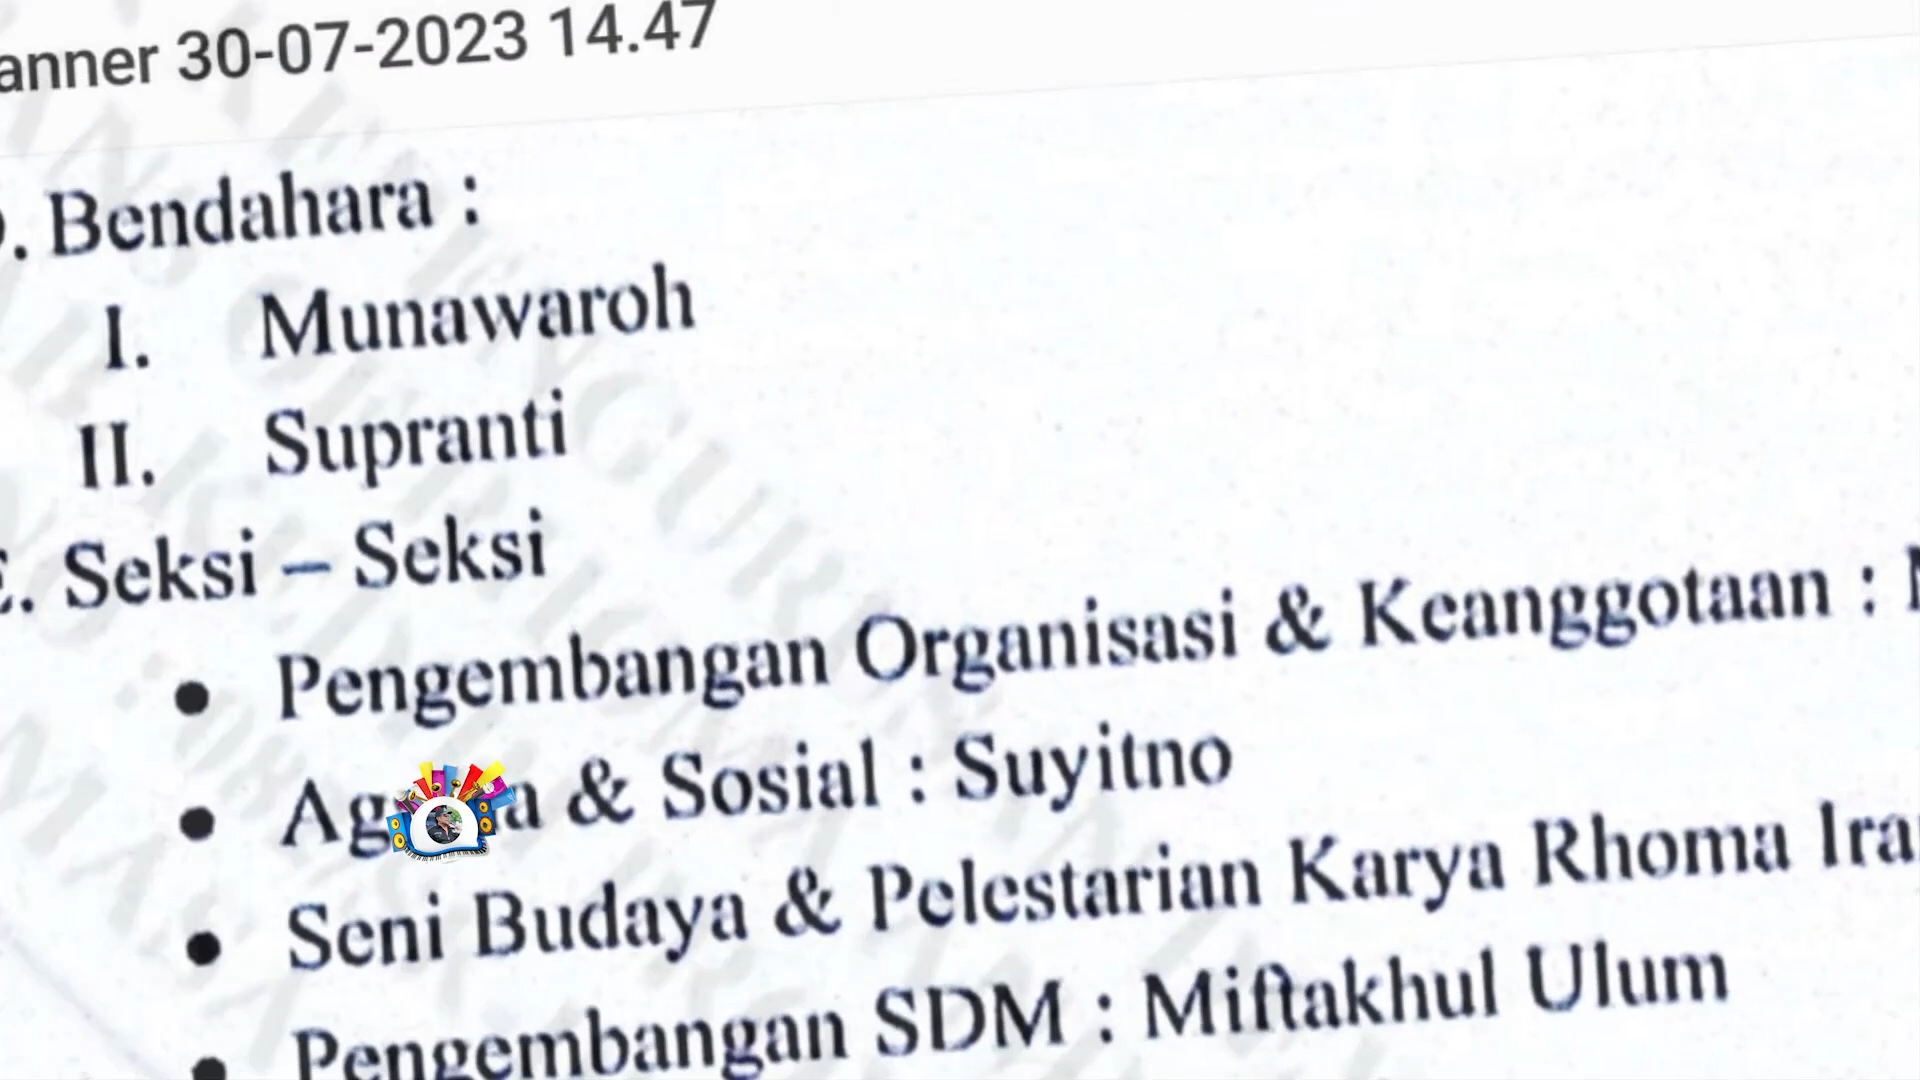 anner 30-07-2023 14.47
. Bendahara :
I. Munawaroh
II. Supranti
E. Seksi – Seksi
• Pengembangan Organisasi & Keanggotaan :
• & Sosial : Suyitno
• Seni Budaya & Pelestarian Karya Rhoma Ira
• Pengembangan SDM : Miftakhul Ulum